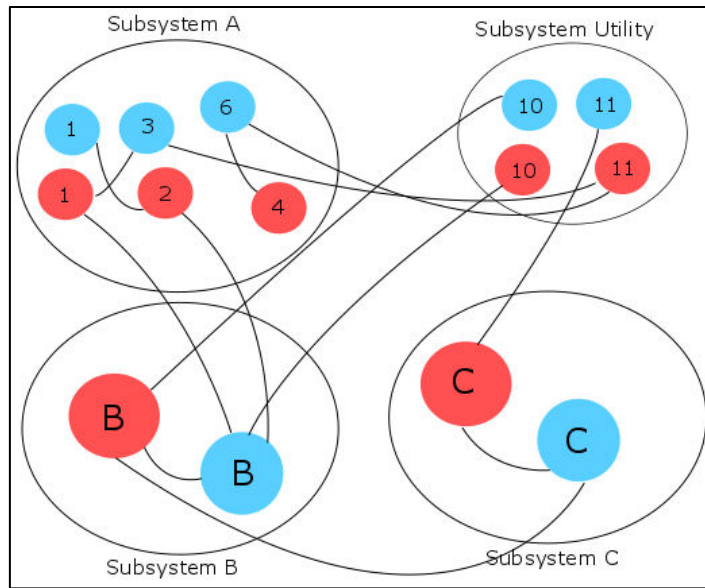 Subsystem A
Subsystem Utility
1 3 6
10 11
1 2 4
10 11
B B
C C
Subsystem B
Subsystem C